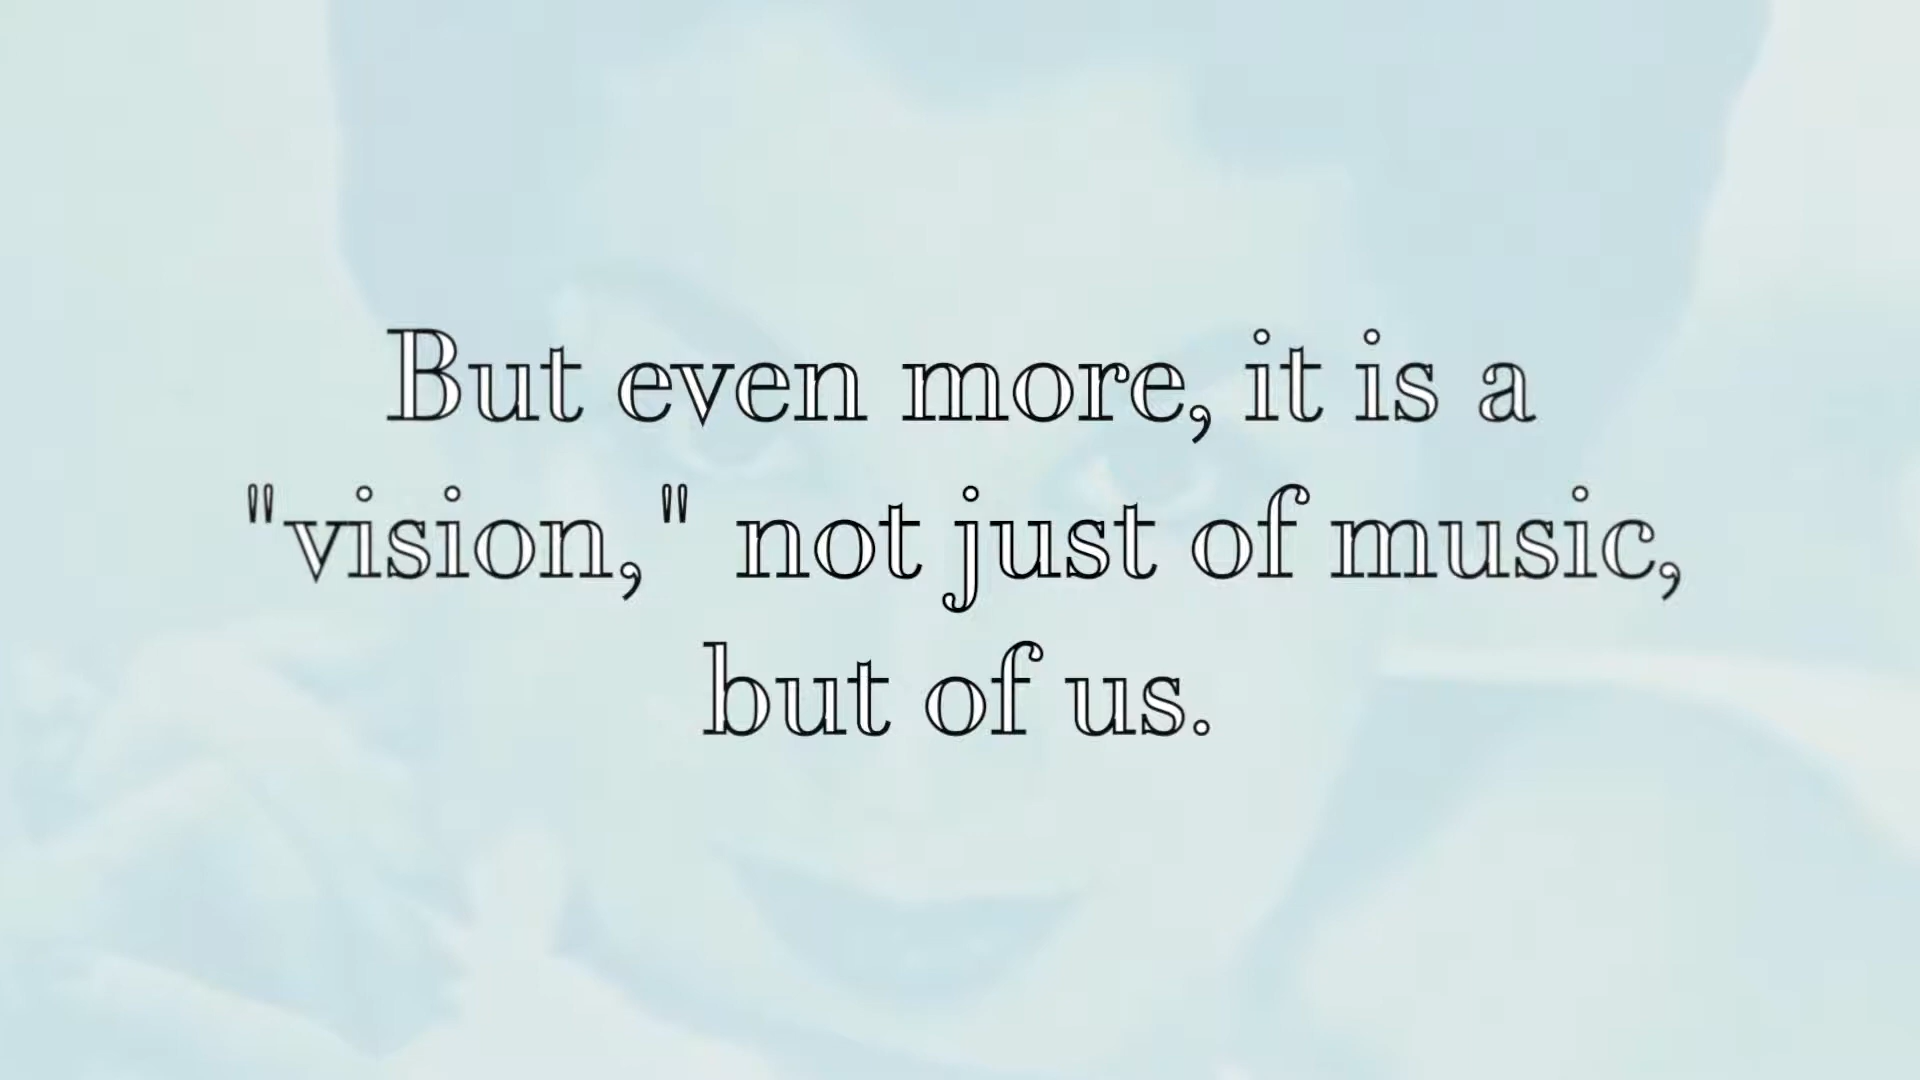 But even more, it is a
"vision," not just of music,
but of us.